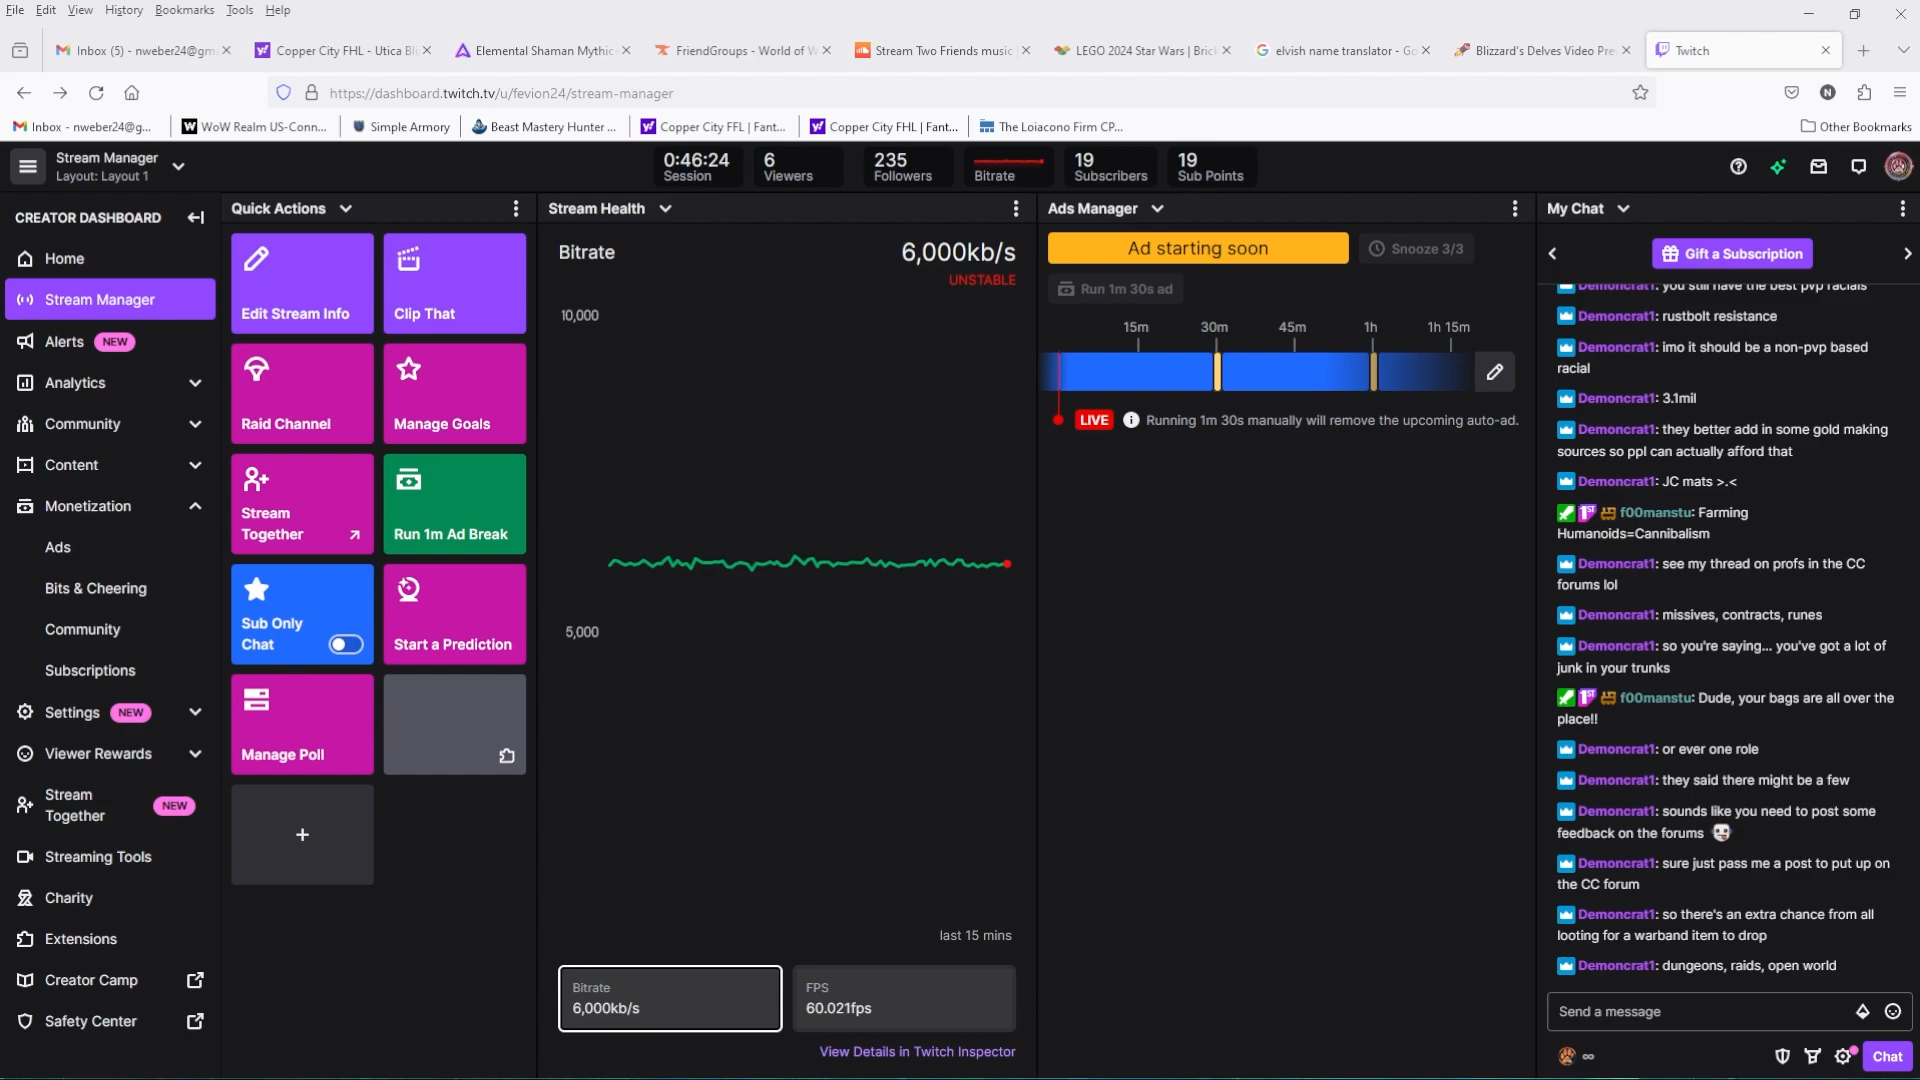 File Edit View History Bookmarks Tools Help
Inbox (5) - nweber24@gm
Copper City FHL - Utica Bli
Elemental Shaman Mythic
FriendGroups - World of W
Stream Two Friends music
LEGO 2024 Star Wars | Brick
elvish name translator - Go
Blizzard's Delves Video Pre
Twitch
https://dashboard.twitch.tv/u/fevion24/stream-manager
Inbox - nweber24@g...
WoW Realm US-Conn...
Simple Armory
Beast Mastery Hunter ...
Copper City FFL | Fant...
Copper City FHL | Fant...
The Loiacono Firm CP...
Other Bookmarks
Stream Manager
Layout: Layout 1
0:46:24
Session
6
Viewers
235
Followers
Bitrate
19
Subscribers
19
Sub Points
CREATOR DASHBOARD
Home
Stream Manager
Alerts NEW
Analytics
Community
Content
Monetization
Ads
Bits & Cheering
Community
Subscriptions
Settings NEW
Viewer Rewards
Stream
Together
NEW
Streaming Tools
Charity
Extensions
Creator Camp
Safety Center
Quick Actions
Edit Stream Info
Clip That
Raid Channel
Manage Goals
Stream
Together
Run 1m Ad Break
Sub Only
Chat
Start a Prediction
Manage Poll
Stream Health
Bitrate
6,000kb/s
UNSTABLE
10,000
5,000
last 15 mins
Bitrate
6,000kb/s
FPS
60.021fps
View Details in Twitch Inspector
Ads Manager
Ad starting soon
Snooze 3/3
Run 1m 30s ad
15m 30m 45m 1h 1h 15m
LIVE Running 1m 30s manually will remove the upcoming auto-ad.
My Chat
Gift a Subscription
Demoncrat1: you still have the best pvp racials
Demoncrat1: rustbolt resistance
Demoncrat1: imo it should be a non-pvp based
racial
Demoncrat1: 3.1mil
Demoncrat1: they better add in some gold making
sources so ppl can actually afford that
Demoncrat1: JC mats >.<
1ST f00manstu: Farming
Humanoids=Cannibalism
Demoncrat1: see my thread on profs in the CC
forums lol
Demoncrat1: missives, contracts, runes
Demoncrat1: so you're saying... you've got a lot of
junk in your trunks
1ST f00manstu: Dude, your bags are all over the
place!!
Demoncrat1: or ever one role
Demoncrat1: they said there might be a few
Demoncrat1: sounds like you need to post some
feedback on the forums
Demoncrat1: sure just pass me a post to put up on
the CC forum
Demoncrat1: so there's an extra chance from all
looting for a warband item to drop
Demoncrat1: dungeons, raids, open world
Send a message
Chat